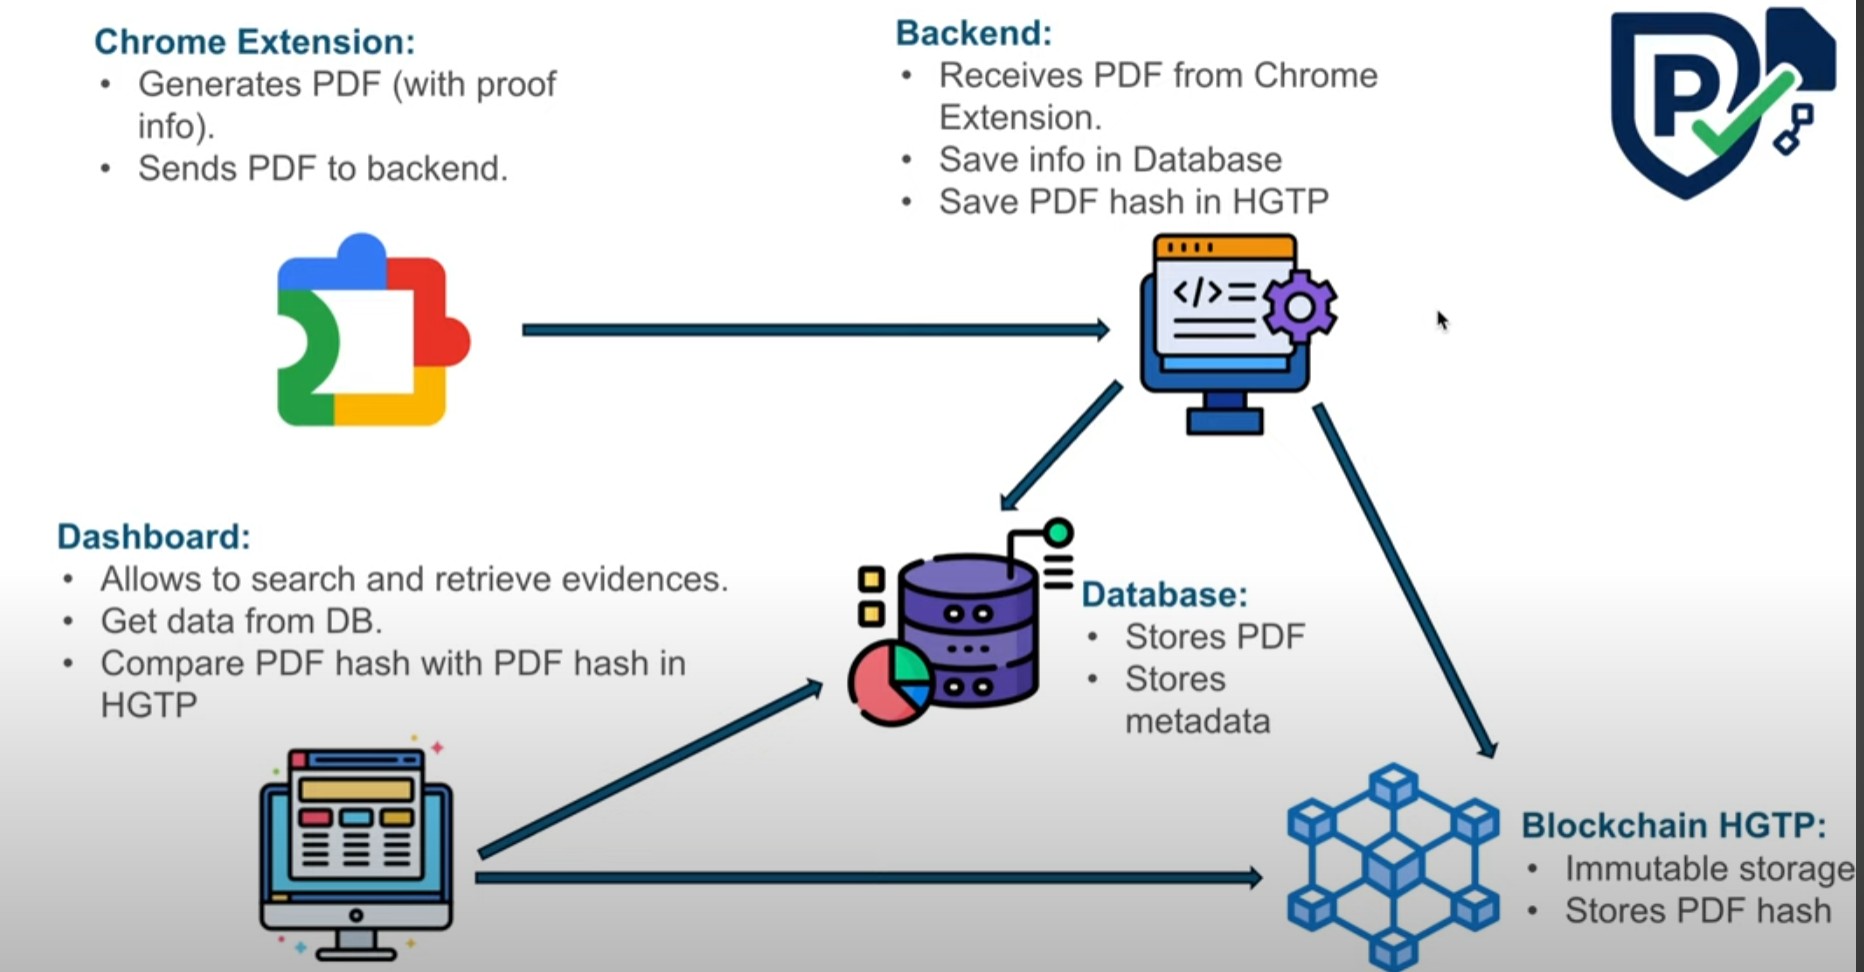 Chrome Extension:
• Generates PDF (with proof
info).
• Sends PDF to backend.
Backend:
• Receives PDF from Chrome
Extension.
• Save info in Database
• Save PDF hash in HGTP
P
</>
Dashboard:
• Allows to search and retrieve evidences.
• Get data from DB.
• Compare PDF hash with PDF hash in
HGTP
Database:
• Stores PDF
• Stores
metadata
Blockchain HGTP:
• Immutable storage
• Stores PDF hash